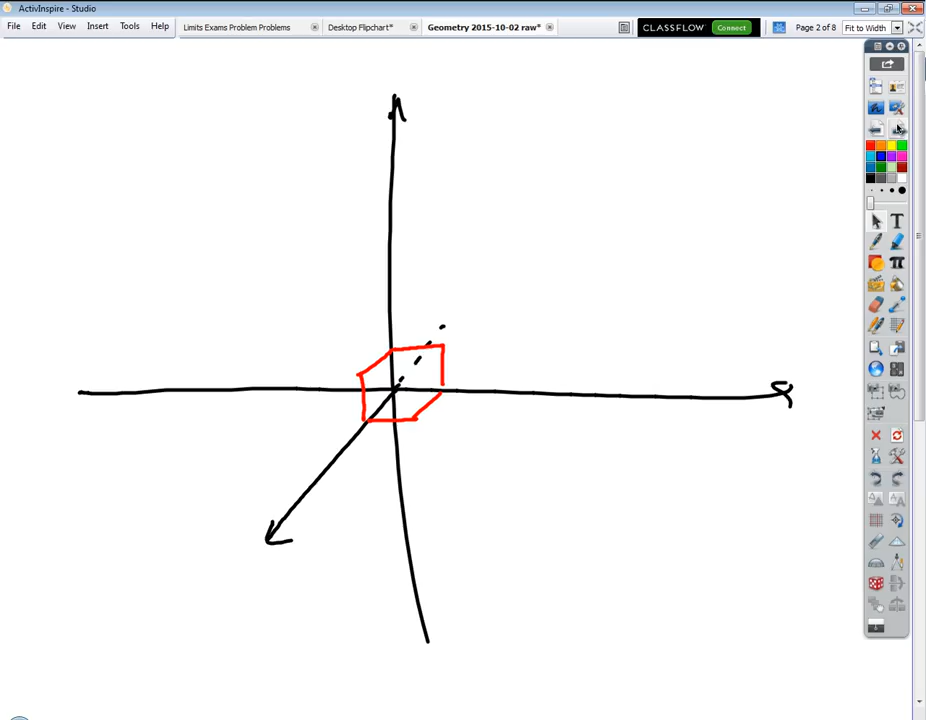 ActivInspire - Studio
File Edit View Insert Tools Help
Limits Exams Problem Problems
Desktop Flipchart*
Geometry 2015-10-02 raw*
CLASSFLOW Connect
Page 2 of 8
Fit to Width
T
π
A A